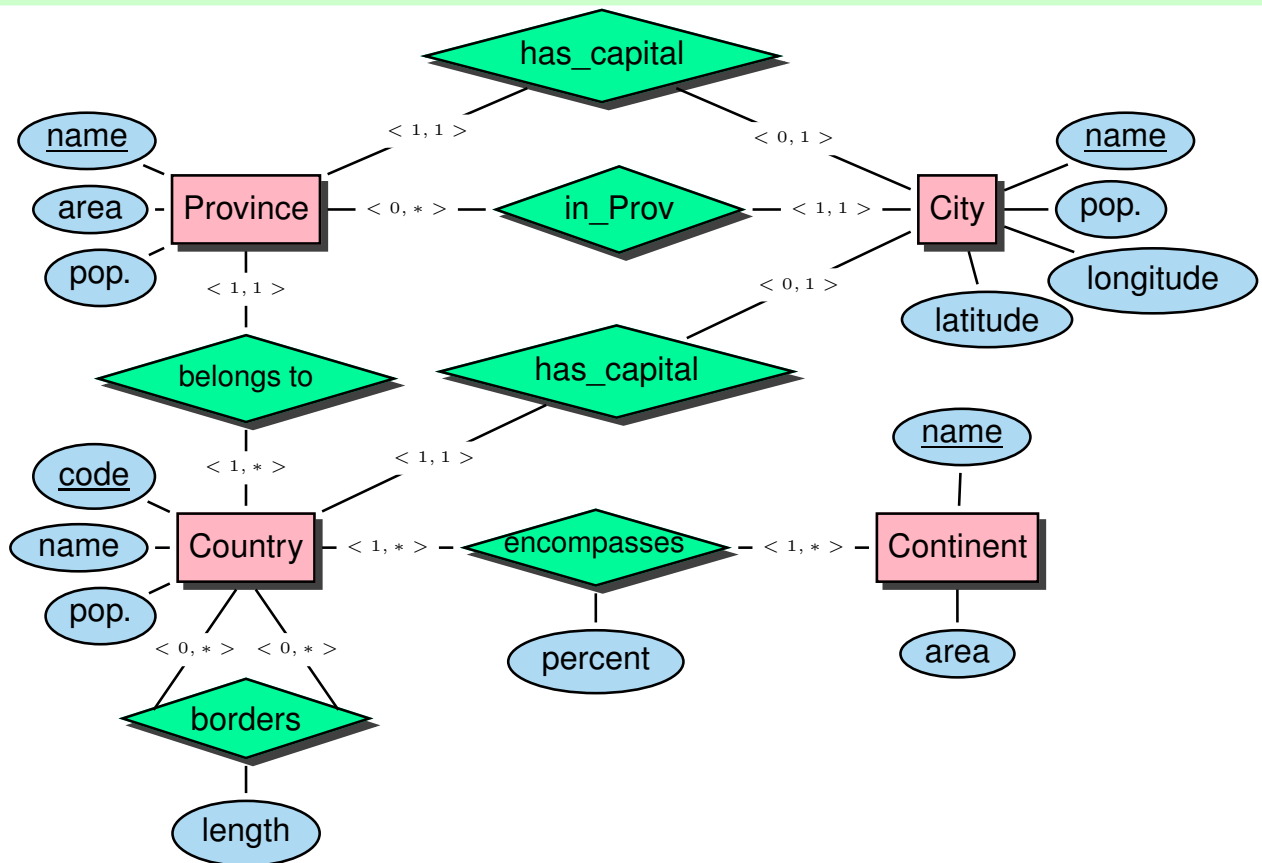 has_capital
< 1, 1 >
< 0, 1 >
name
name
area
Province
< 0, * >
in_Prov
< 1, 1 >
City
pop.
pop.
longitude
< 1, 1 >
< 0, 1 >
latitude
belongs to
has_capital
< 1, * >
< 1, 1 >
name
code
name
Country
< 1, * >
encompasses
< 1, * >
Continent
pop.
< 0, * >
< 0, * >
percent
area
borders
length